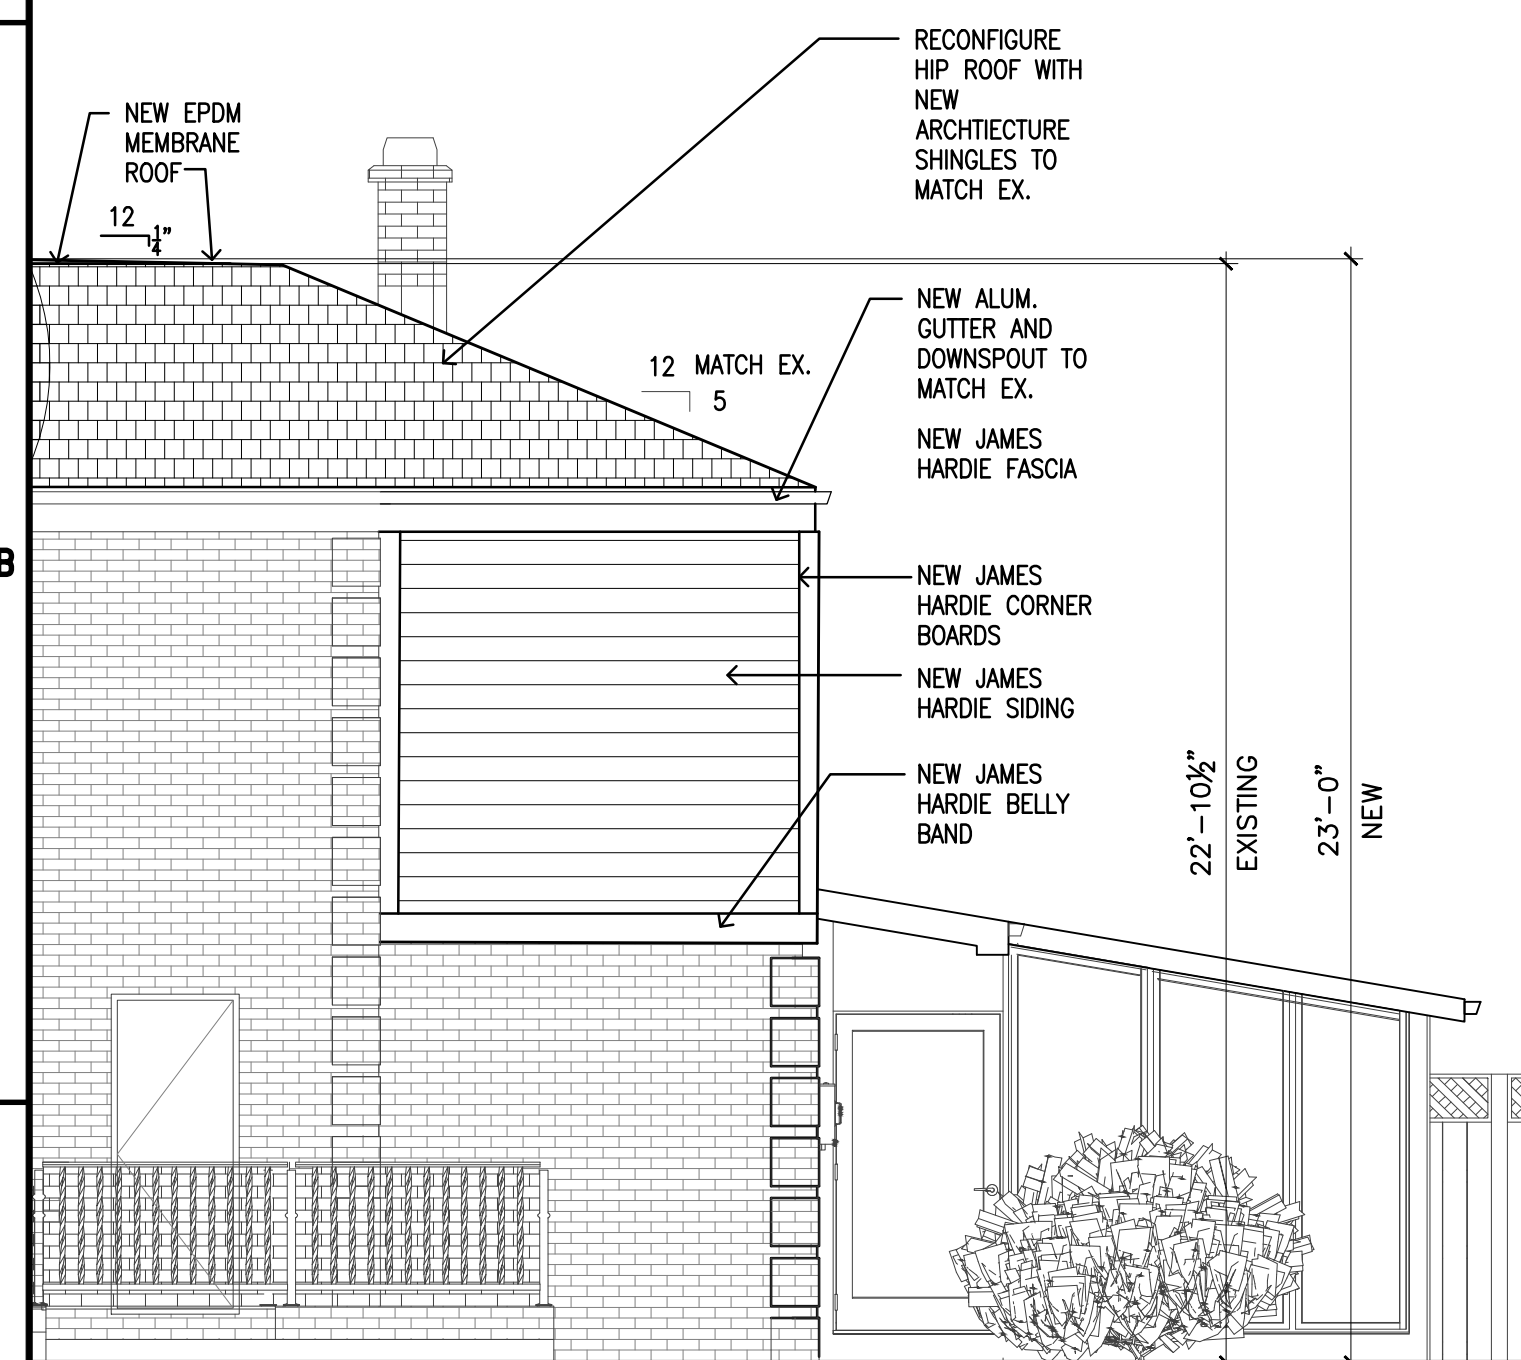 RECONFIGURE
HIP ROOF WITH
NEW
ARCHTIECTURE
SHINGLES TO
MATCH EX.
NEW EPDM
MEMBRANE
ROOF
12
1/4"
NEW ALUM.
GUTTER AND
DOWNSPOUT TO
MATCH EX.
12 MATCH EX.
5
NEW JAMES
HARDIE FASCIA
B
NEW JAMES
HARDIE CORNER
BOARDS
NEW JAMES
HARDIE SIDING
NEW JAMES
HARDIE BELLY
BAND
22'-10½"
EXISTING
23'-0"
NEW